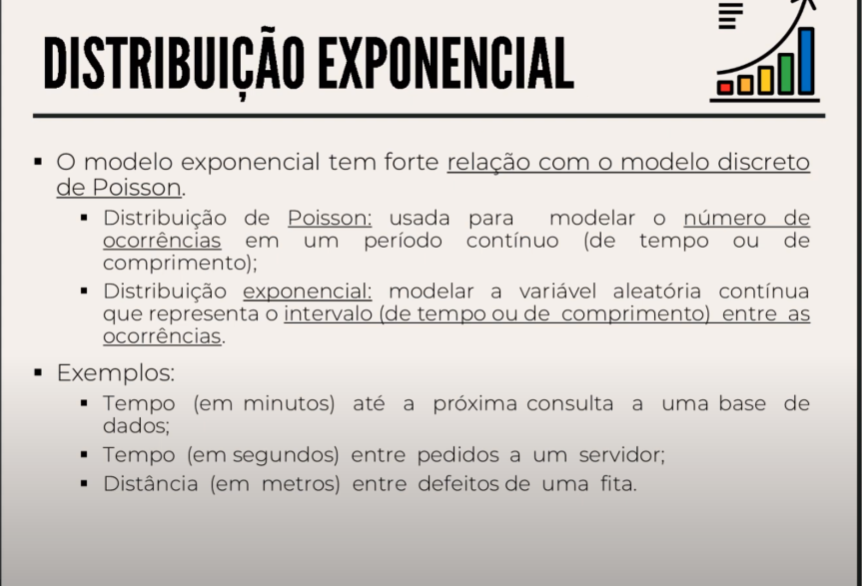 DISTRIBUIÇÃO EXPONENCIAL
▪ O modelo exponencial tem forte relação com o modelo discreto
de Poisson.
▪ Distribuição de Poisson: usada para modelar o número de
ocorrências em um período contínuo (de tempo ou de
comprimento);
▪ Distribuição exponencial: modelar a variável aleatória contínua
que representa o intervalo (de tempo ou de comprimento) entre as
ocorrências.
▪ Exemplos:
▪ Tempo (em minutos) até a próxima consulta a uma base de
dados;
▪ Tempo (em segundos) entre pedidos a um servidor;
▪ Distância (em metros) entre defeitos de uma fita.